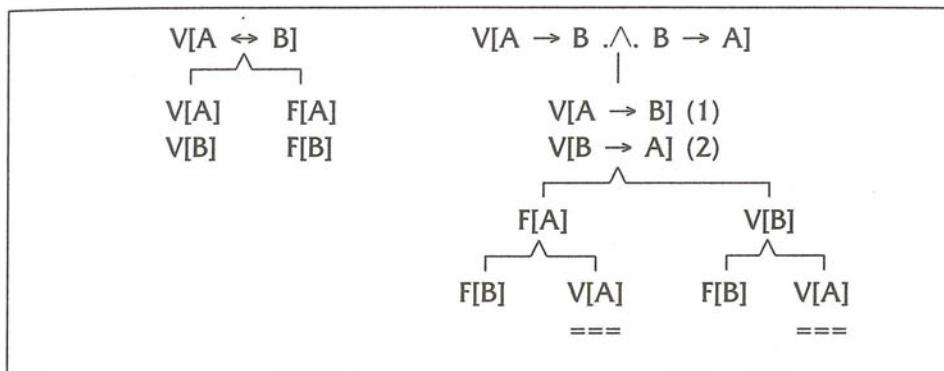 V[A ↔ B] V[A → B .∧. B → A]
V[A] F[A] V[A → B] (1)
V[B] F[B] V[B → A] (2)
F[A] V[B]
F[B] V[A] F[B] V[A]
=== ===